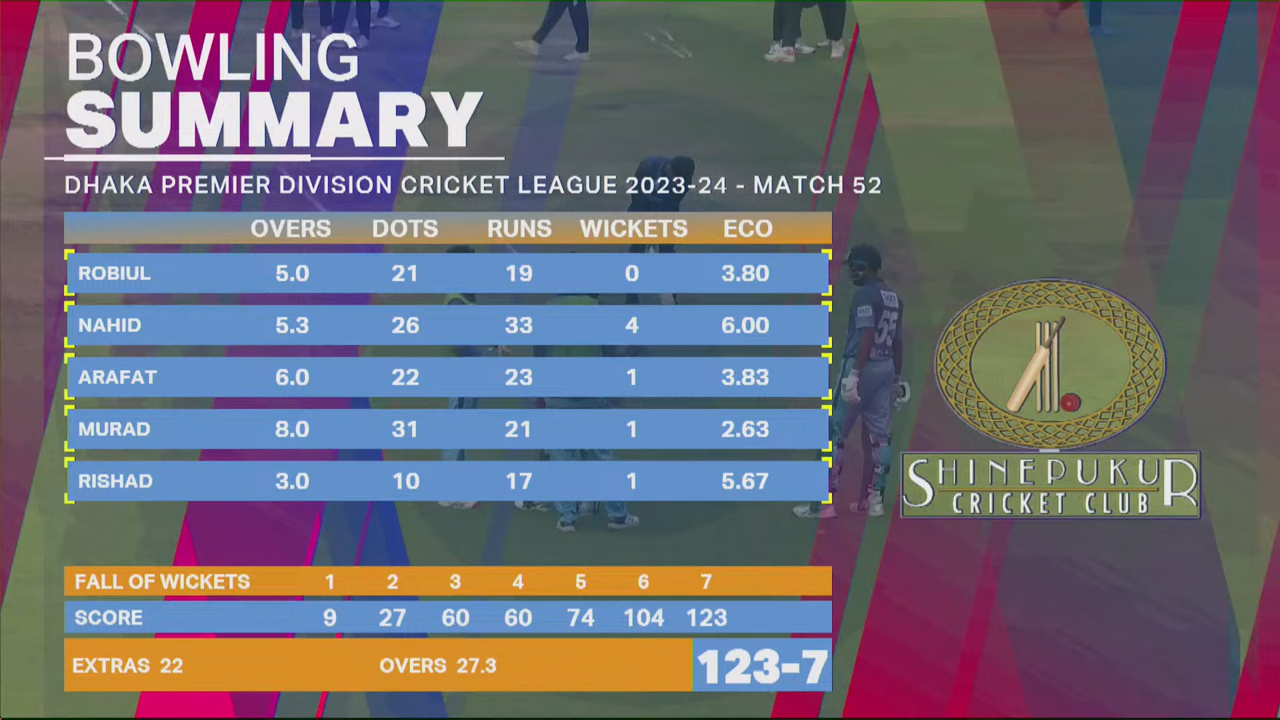 BOWLING
SUMMARY
DHAKA PREMIER DIVISION CRICKET LEAGUE 2023-24 - MATCH 52
OVERS DOTS RUNS WICKETS ECO
ROBIUL 5.0 21 19 0 3.80
NAHID 5.3 26 33 4 6.00
ARAFAT 6.0 22 23 1 3.83
MURAD 8.0 31 21 1 2.63
RISHAD 3.0 10 17 1 5.67
SHINEPUKUR
CRICKET CLUB
FALL OF WICKETS 1 2 3 4 5 6 7
SCORE 9 27 60 60 74 104 123
EXTRAS 22 OVERS 27.3 123-7